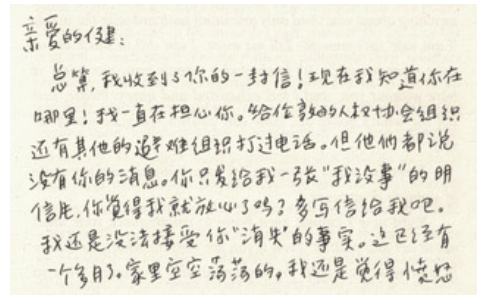 亲爱的健:
总算,我收到了你的一封信!现在我知道你在
哪里!我一直在担心你。给伦敦的人权协会组织
还有其他的避难组织打过电话。但他们都说
没有你的消息。你只发给我一张“我没事”的明
信片,你觉得我就放心了吗?多写信给我吧。
我还是没法接受你“消失”的事实。这已经有
一个多月了。家里空空荡荡的,我还是觉得愤怒